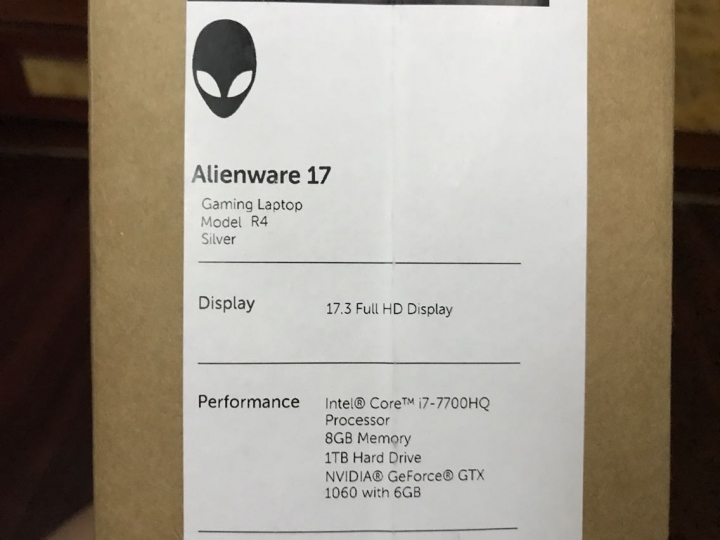 Alienware 17
Gaming Laptop
Model R4
Silver
Display 17.3 Full HD Display
Performance Intel® Core™ i7-7700HQ
Processor
8GB Memory
1TB Hard Drive
NVIDIA® GeForce® GTX
1060 with 6GB